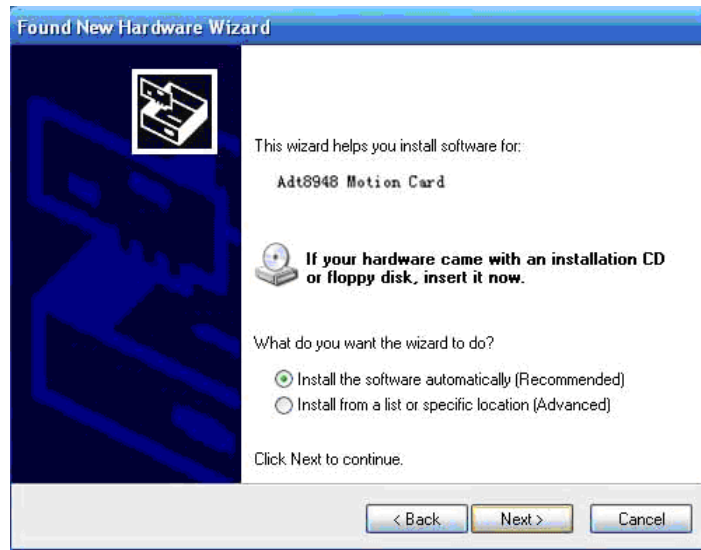 Found New Hardware Wizard
This wizard helps you install software for:
Adt8948 Motion Card
If your hardware came with an installation CD
or floppy disk, insert it now.
What do you want the wizard to do?
Install the software automatically (Recommended)
Install from a list or specific location (Advanced)
Click Next to continue.
< Back Next > Cancel